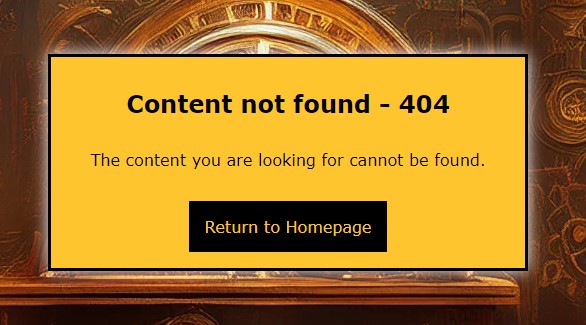 Content not found - 404
The content you are looking for cannot be found.
Return to Homepage